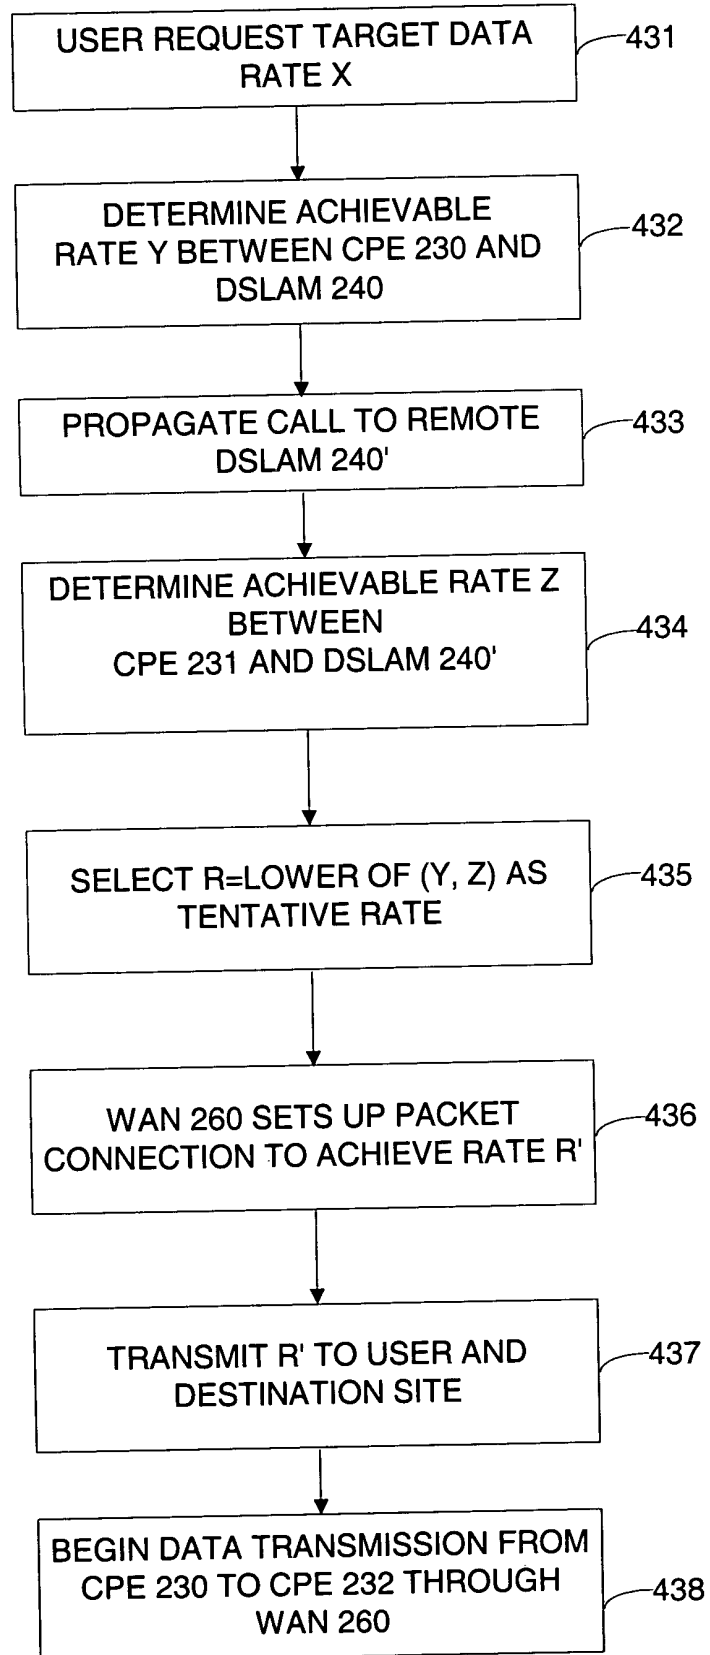 USER REQUEST TARGET DATA
RATE X
431
DETERMINE ACHIEVABLE
RATE Y BETWEEN CPE 230 AND
DSLAM 240
432
PROPAGATE CALL TO REMOTE
DSLAM 240'
433
DETERMINE ACHIEVABLE RATE Z
BETWEEN
CPE 231 AND DSLAM 240'
434
SELECT R=LOWER OF (Y, Z) AS
TENTATIVE RATE
435
WAN 260 SETS UP PACKET
CONNECTION TO ACHIEVE RATE R'
436
TRANSMIT R' TO USER AND
DESTINATION SITE
437
BEGIN DATA TRANSMISSION FROM
CPE 230 TO CPE 232 THROUGH
WAN 260
438